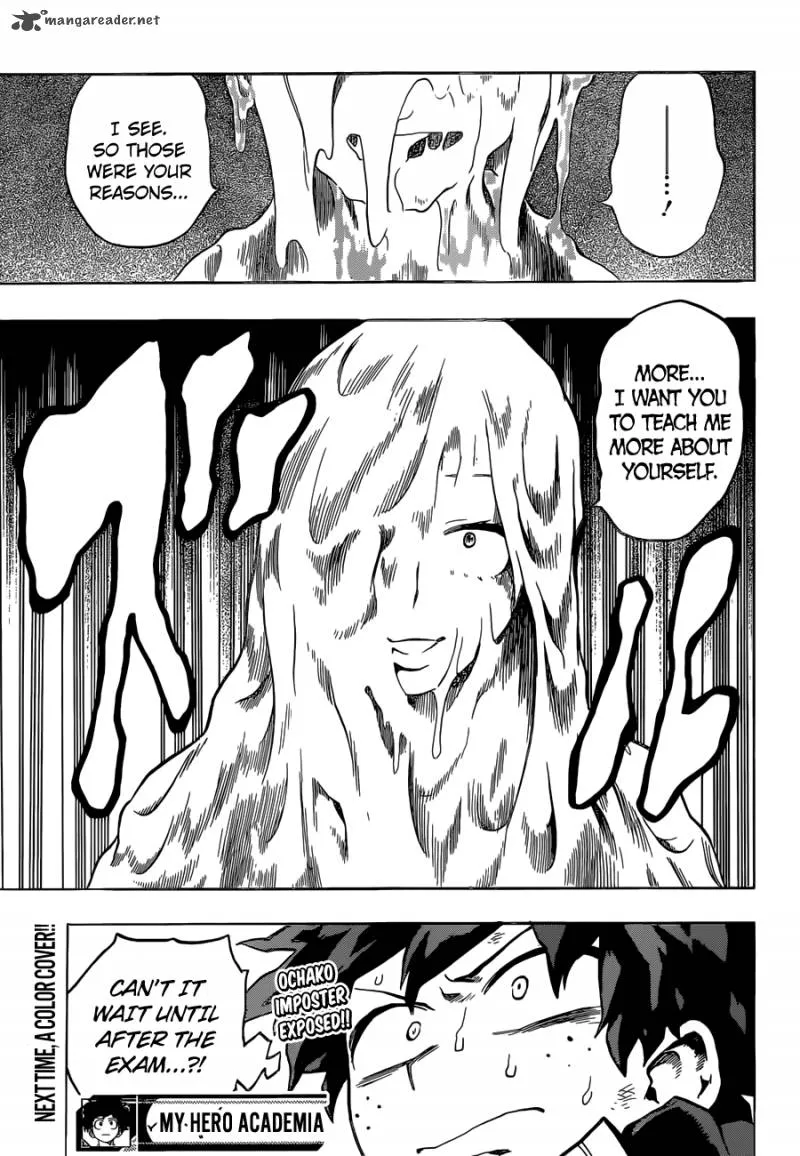 mangareader.net
.........!
I SEE.
SO THOSE
WERE YOUR
REASONS...
MORE...
I WANT YOU
TO TEACH ME
MORE ABOUT
YOURSELF.
OCHAKO
IMPOSTER
EXPOSED!!
CAN'T IT
WAIT UNTIL
AFTER THE
EXAM...?!
MY HERO ACADEMIA
NEXT TIME, A COLOR COVER!!